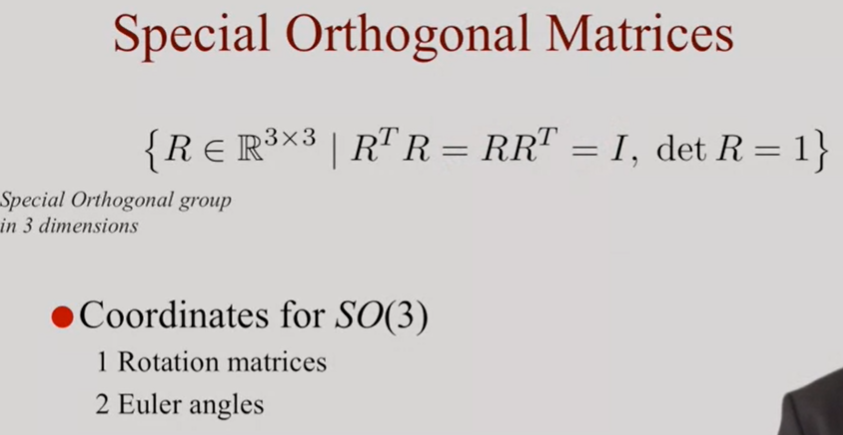 Special Orthogonal Matrices
{R ∈ ℝ^{3×3} | R^T R = RR^T = I, det R = 1}
Special Orthogonal group
in 3 dimensions
Coordinates for SO(3)
1 Rotation matrices
2 Euler angles